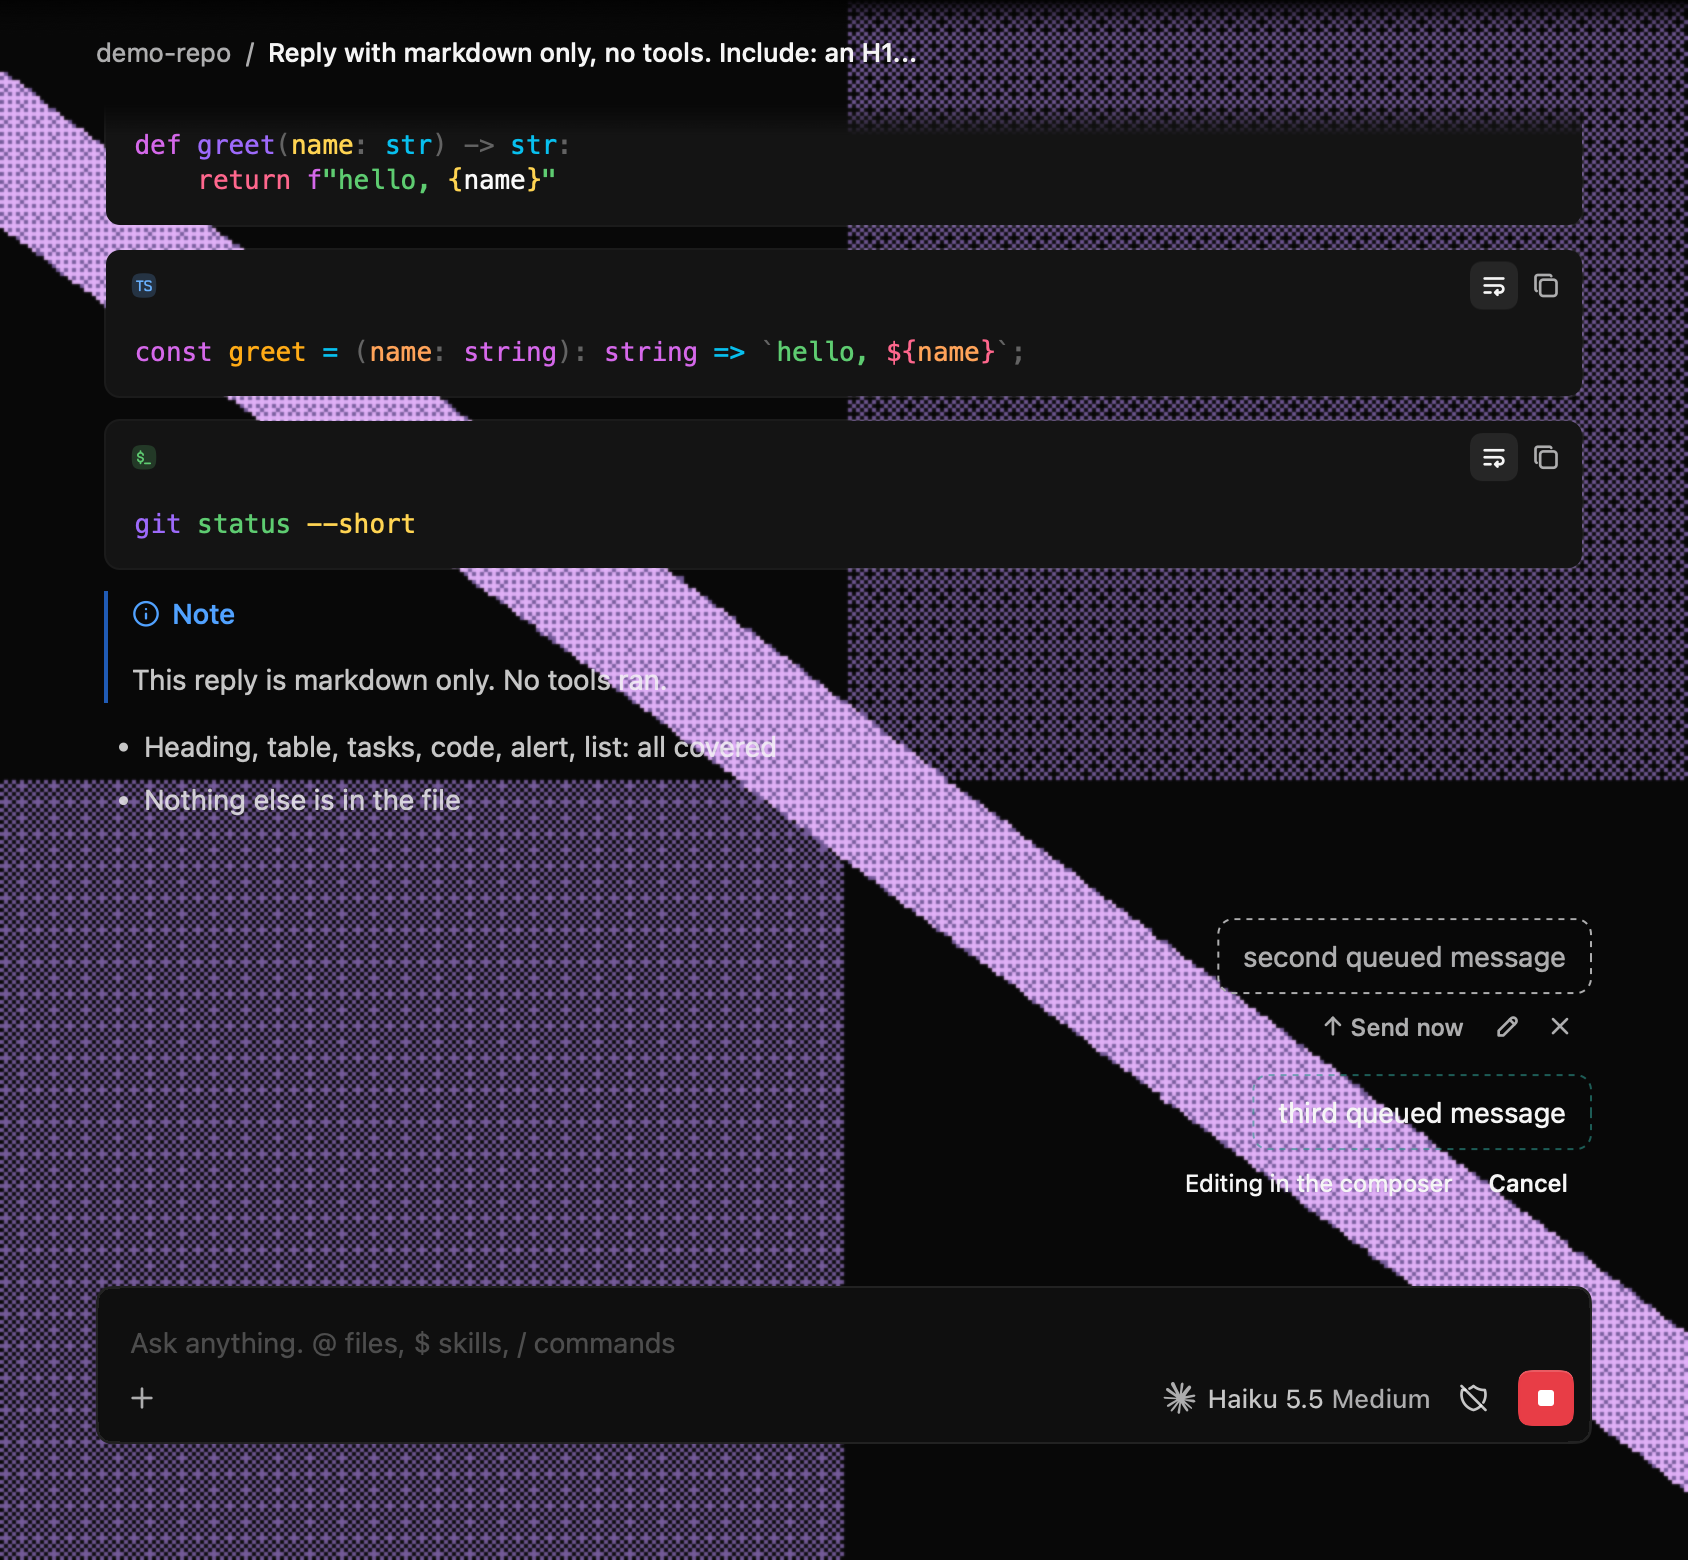 demo-repo / Reply with markdown only, no tools. Include: an H1...
def greet(name: str) -> str:
    return f"hello, {name}"
TS
const greet = (name: string): string => `hello, ${name}`;
$_
git status --short
Note
This reply is markdown only. No tools ran.
• Heading, table, tasks, code, alert, list: all covered
• Nothing else is in the file
second queued message
Send now
third queued message
Editing in the composer Cancel
Ask anything. @ files, $ skills, / commands
Haiku 5.5 Medium